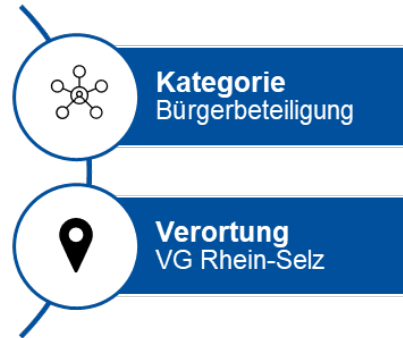 Kategorie
Bürgerbeteiligung
Verortung
VG Rhein-Selz